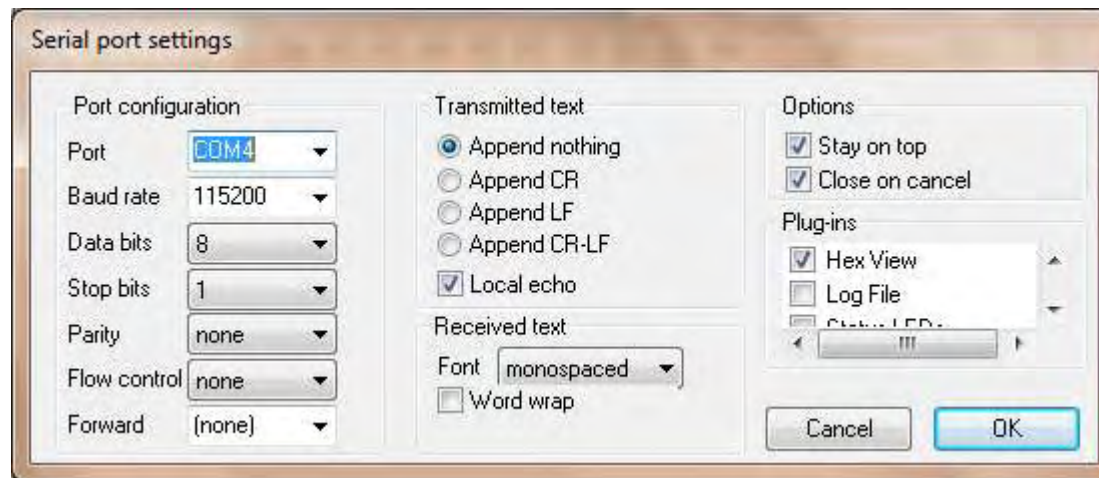 Serial port settings
Port configuration
Port COM4
Baud rate 115200
Data bits 8
Stop bits 1
Parity none
Flow control none
Forward (none)
Transmitted text
Append nothing
Append CR
Append LF
Append CR-LF
Local echo
Received text
Font monospaced
Word wrap
Options
Stay on top
Close on cancel
Plug-ins
Hex View
Log File
Cancel OK